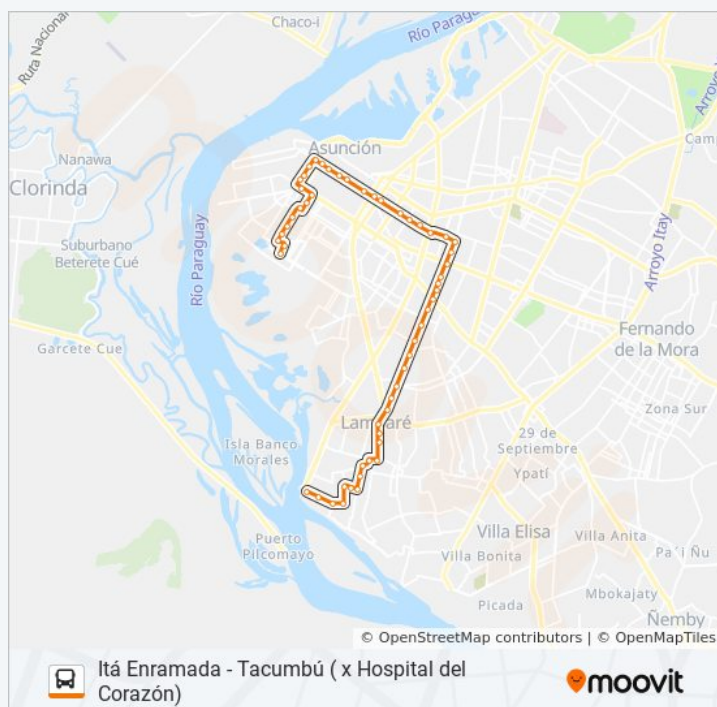 Chaco-i
Río Paraguay
Ruta Nacional
Arroyo
Asunción
Cam
Nanawa
Clorinda
Río Paraguay
Suburbano
Beterete Cué
Arroyo Itay
Garcete Cue
Fernando
de la Mora
Zona Sur
Lambaré
29 de
Septiembre
Isla Banco
Morales
Ypatí
Villa Elisa
Villa Anita
Puerto
Pilcomayo
Villa Bonita
Pa´i Ñu
Mbokajaty
Picada
Ñemby
© OpenStreetMap contributors | © OpenMapTiles
Itá Enramada - Tacumbú ( x Hospital del
Corazón)
moovit